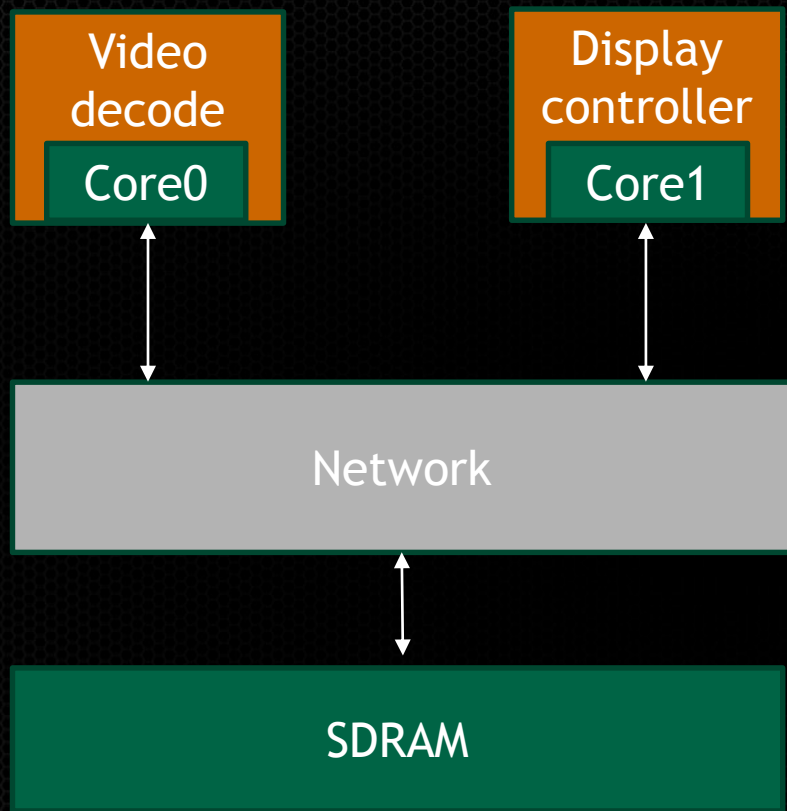 Video
decode
Core0
Display
controller
Core1
Network
SDRAM